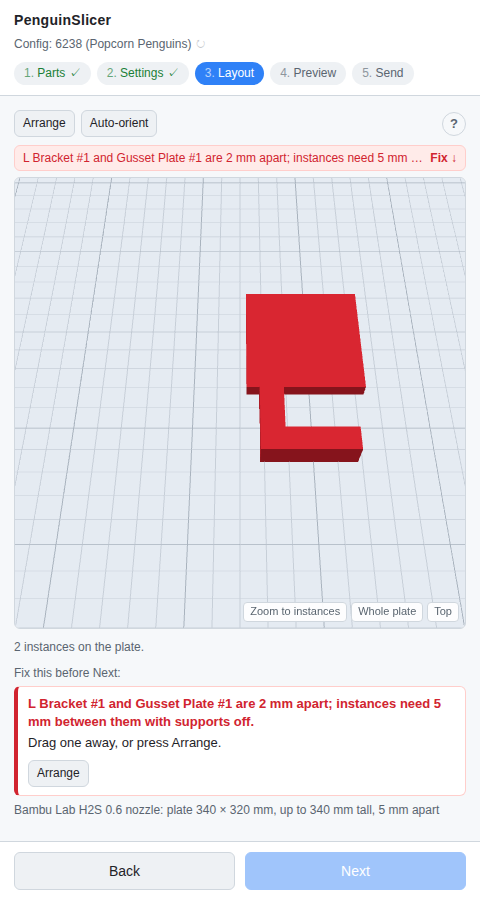 PenguinSlicer
Config: 6238 (Popcorn Penguins) ↻
1. Parts ✓ 2. Settings ✓ 3. Layout 4. Preview 5. Send
Arrange Auto-orient ?
L Bracket #1 and Gusset Plate #1 are 2 mm apart; instances need 5 mm … Fix ↓
Zoom to instances Whole plate Top
2 instances on the plate.
Fix this before Next:
L Bracket #1 and Gusset Plate #1 are 2 mm apart; instances need 5
mm between them with supports off.
Drag one away, or press Arrange.
Arrange
Bambu Lab H2S 0.6 nozzle: plate 340 × 320 mm, up to 340 mm tall, 5 mm apart
Back Next